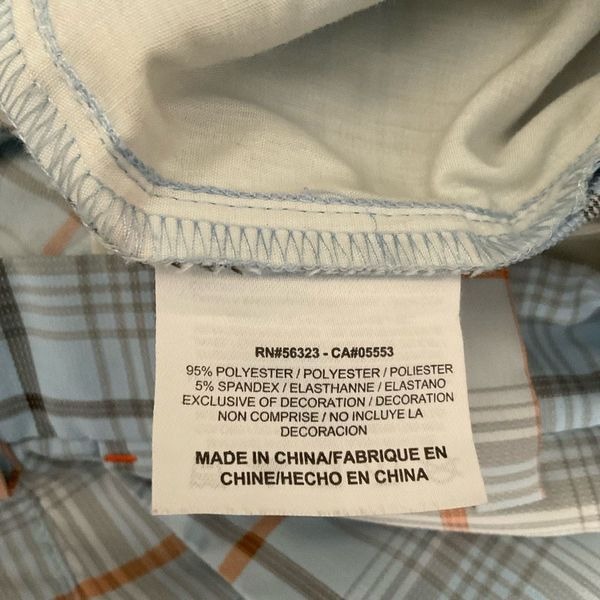 RN#56323 - CA#05553
95% POLYESTER / POLYESTER / POLIESTER
5% SPANDEX / ELASTHANNE / ELASTANO
EXCLUSIVE OF DECORATION / DECORATION
NON COMPRISE / NO INCLUYE LA
DECORACION
MADE IN CHINA/FABRIQUE EN
CHINE/HECHO EN CHINA